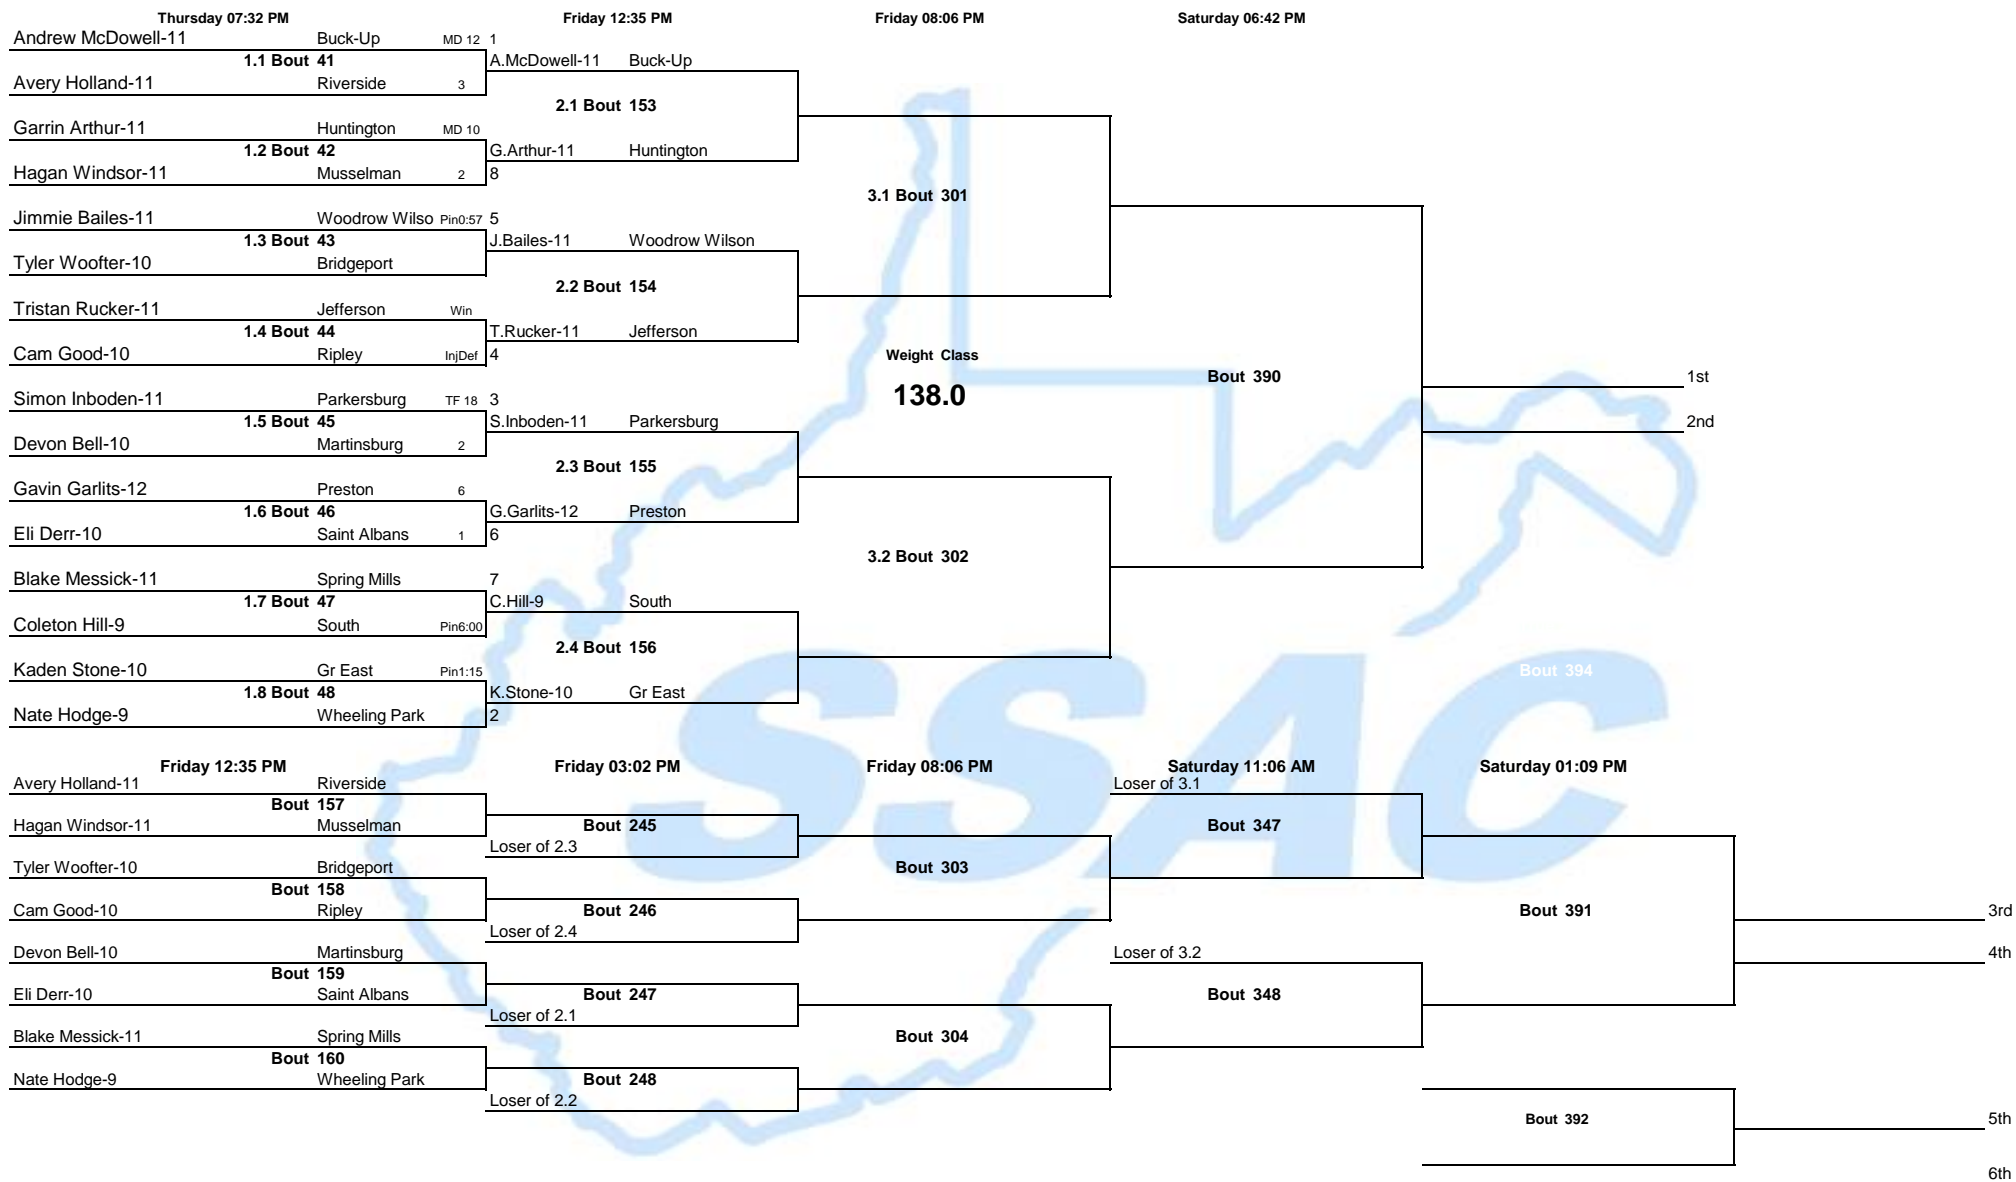 Thursday 07:32 PM Friday 12:35 PM Friday 08:06 PM Saturday 06:42 PM
Andrew McDowell-11 Buck-Up MD 12 1
1.1 Bout 41 A.McDowell-11 Buck-Up
Avery Holland-11 Riverside 3
2.1 Bout 153
Garrin Arthur-11 Huntington MD 10
1.2 Bout 42 G.Arthur-11 Huntington
Hagan Windsor-11 Musselman 2 8
3.1 Bout 301
Jimmie Bailes-11 Woodrow Wilso Pin0:57 5
1.3 Bout 43 J.Bailes-11 Woodrow Wilson
Tyler Woofter-10 Bridgeport
2.2 Bout 154
Tristan Rucker-11 Jefferson Win
1.4 Bout 44 T.Rucker-11 Jefferson
Cam Good-10 Ripley InjDef 4 Weight Class
Bout 390 1st
Simon Inboden-11 Parkersburg TF 18 3 138.0
1.5 Bout 45 S.Inboden-11 Parkersburg 2nd
Devon Bell-10 Martinsburg 2
2.3 Bout 155
Gavin Garlits-12 Preston 6
1.6 Bout 46 G.Garlits-12 Preston
Eli Derr-10 Saint Albans 1 6
3.2 Bout 302
Blake Messick-11 Spring Mills 7
1.7 Bout 47 C.Hill-9 South
Coleton Hill-9 South Pin6:00
2.4 Bout 156
Kaden Stone-10 Gr East Pin1:15 Bout 394
1.8 Bout 48 K.Stone-10 Gr East
Nate Hodge-9 Wheeling Park 2
SSAC
Friday 12:35 PM Friday 03:02 PM Friday 08:06 PM Saturday 11:06 AM Saturday 01:09 PM
Avery Holland-11 Riverside Loser of 3.1
Bout 157
Hagan Windsor-11 Musselman Bout 245 Bout 347
Loser of 2.3
Tyler Woofter-10 Bridgeport Bout 303
Bout 158
Cam Good-10 Ripley Bout 246 Bout 391 3rd
Loser of 2.4
Devon Bell-10 Martinsburg Loser of 3.2 4th
Bout 159
Eli Derr-10 Saint Albans Bout 247 Bout 348
Loser of 2.1
Blake Messick-11 Spring Mills Bout 304
Bout 160
Nate Hodge-9 Wheeling Park Bout 248
Loser of 2.2
Bout 392 5th
6th